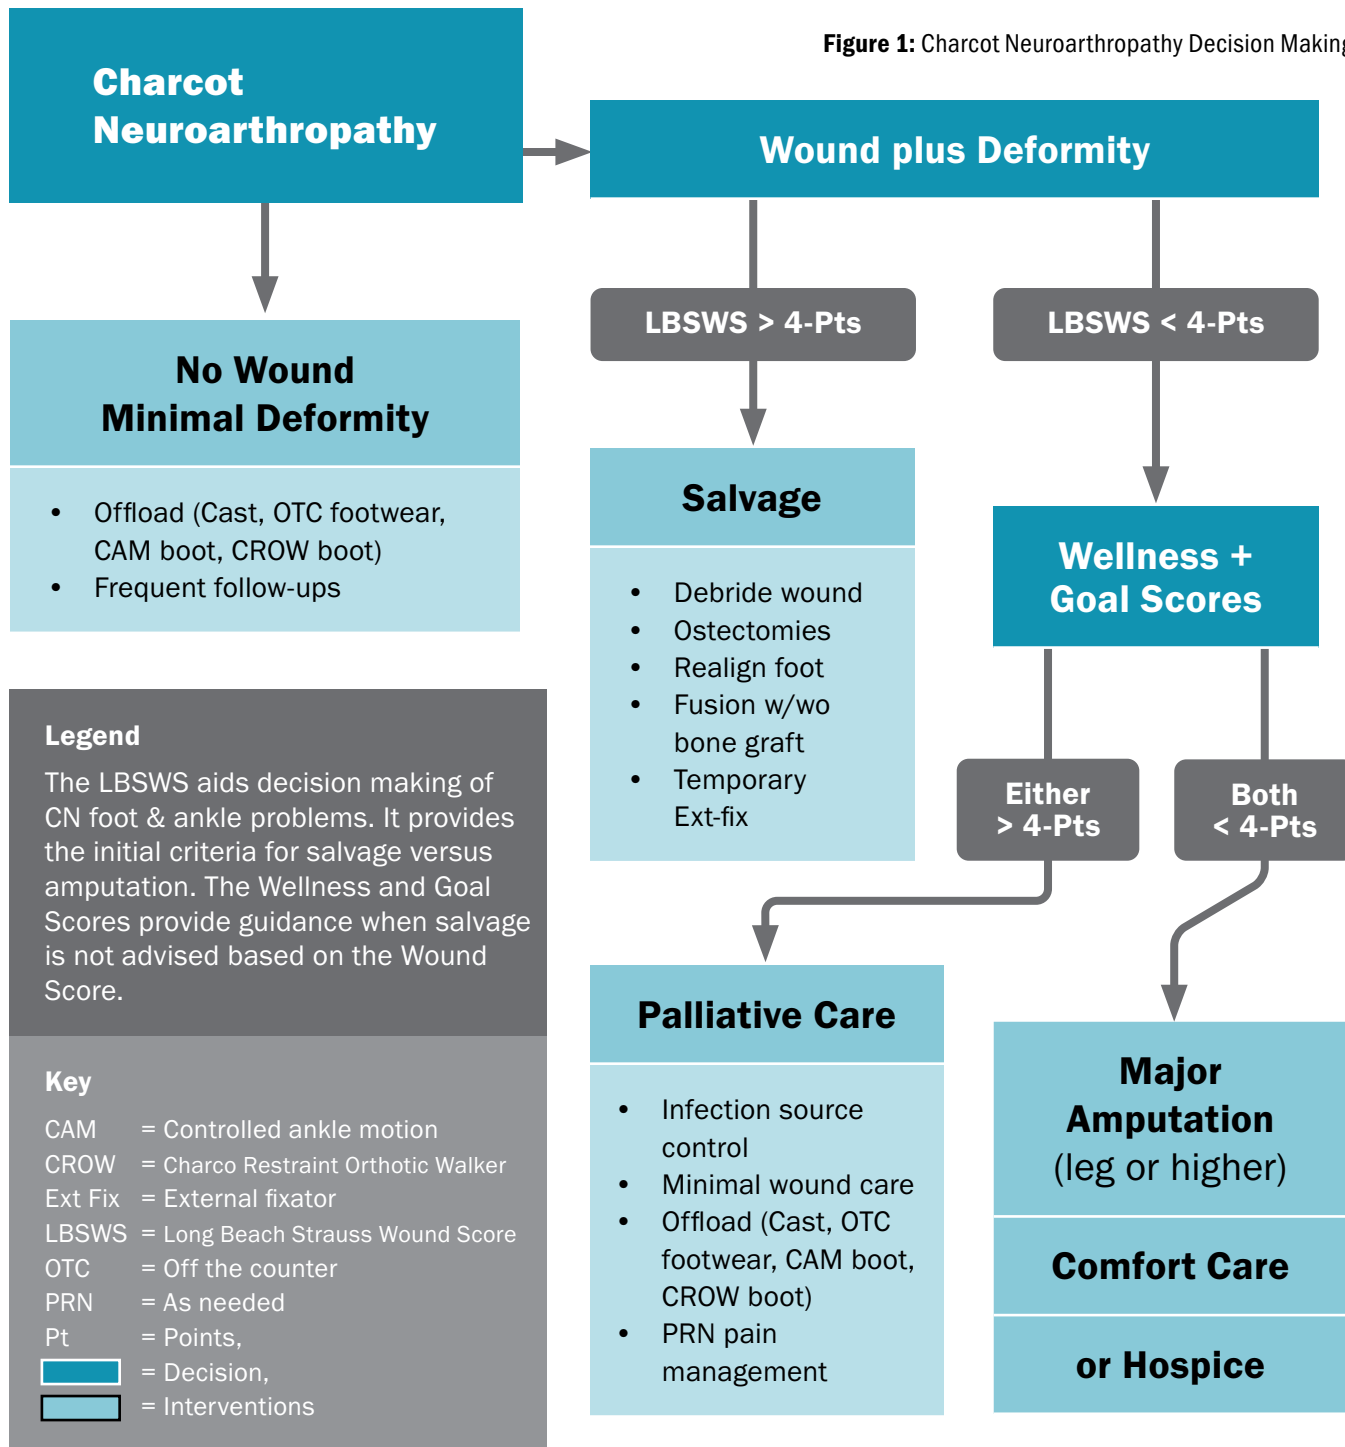 Figure 1: Charcot Neuroarthropathy Decision Making
Charcot
Neuroarthropathy
Wound plus Deformity
LBSWS > 4-Pts
LBSWS < 4-Pts
No Wound
Minimal Deformity
• Offload (Cast, OTC footwear,
CAM boot, CROW boot)
• Frequent follow-ups
Salvage
• Debride wound
• Ostectomies
• Realign foot
• Fusion w/wo
bone graft
• Temporary
Ext-fix
Wellness +
Goal Scores
Either
> 4-Pts
Both
< 4-Pts
Legend
The LBSWS aids decision making of
CN foot & ankle problems. It provides
the initial criteria for salvage versus
amputation. The Wellness and Goal
Scores provide guidance when salvage
is not advised based on the Wound
Score.
Key
CAM = Controlled ankle motion
CROW = Charco Restraint Orthotic Walker
Ext Fix = External fixator
LBSWS = Long Beach Strauss Wound Score
OTC = Off the counter
PRN = As needed
Pt = Points,
= Decision,
= Interventions
Palliative Care
• Infection source
control
• Minimal wound care
• Offload (Cast, OTC
footwear, CAM boot,
CROW boot)
• PRN pain
management
Major
Amputation
(leg or higher)
Comfort Care
or Hospice